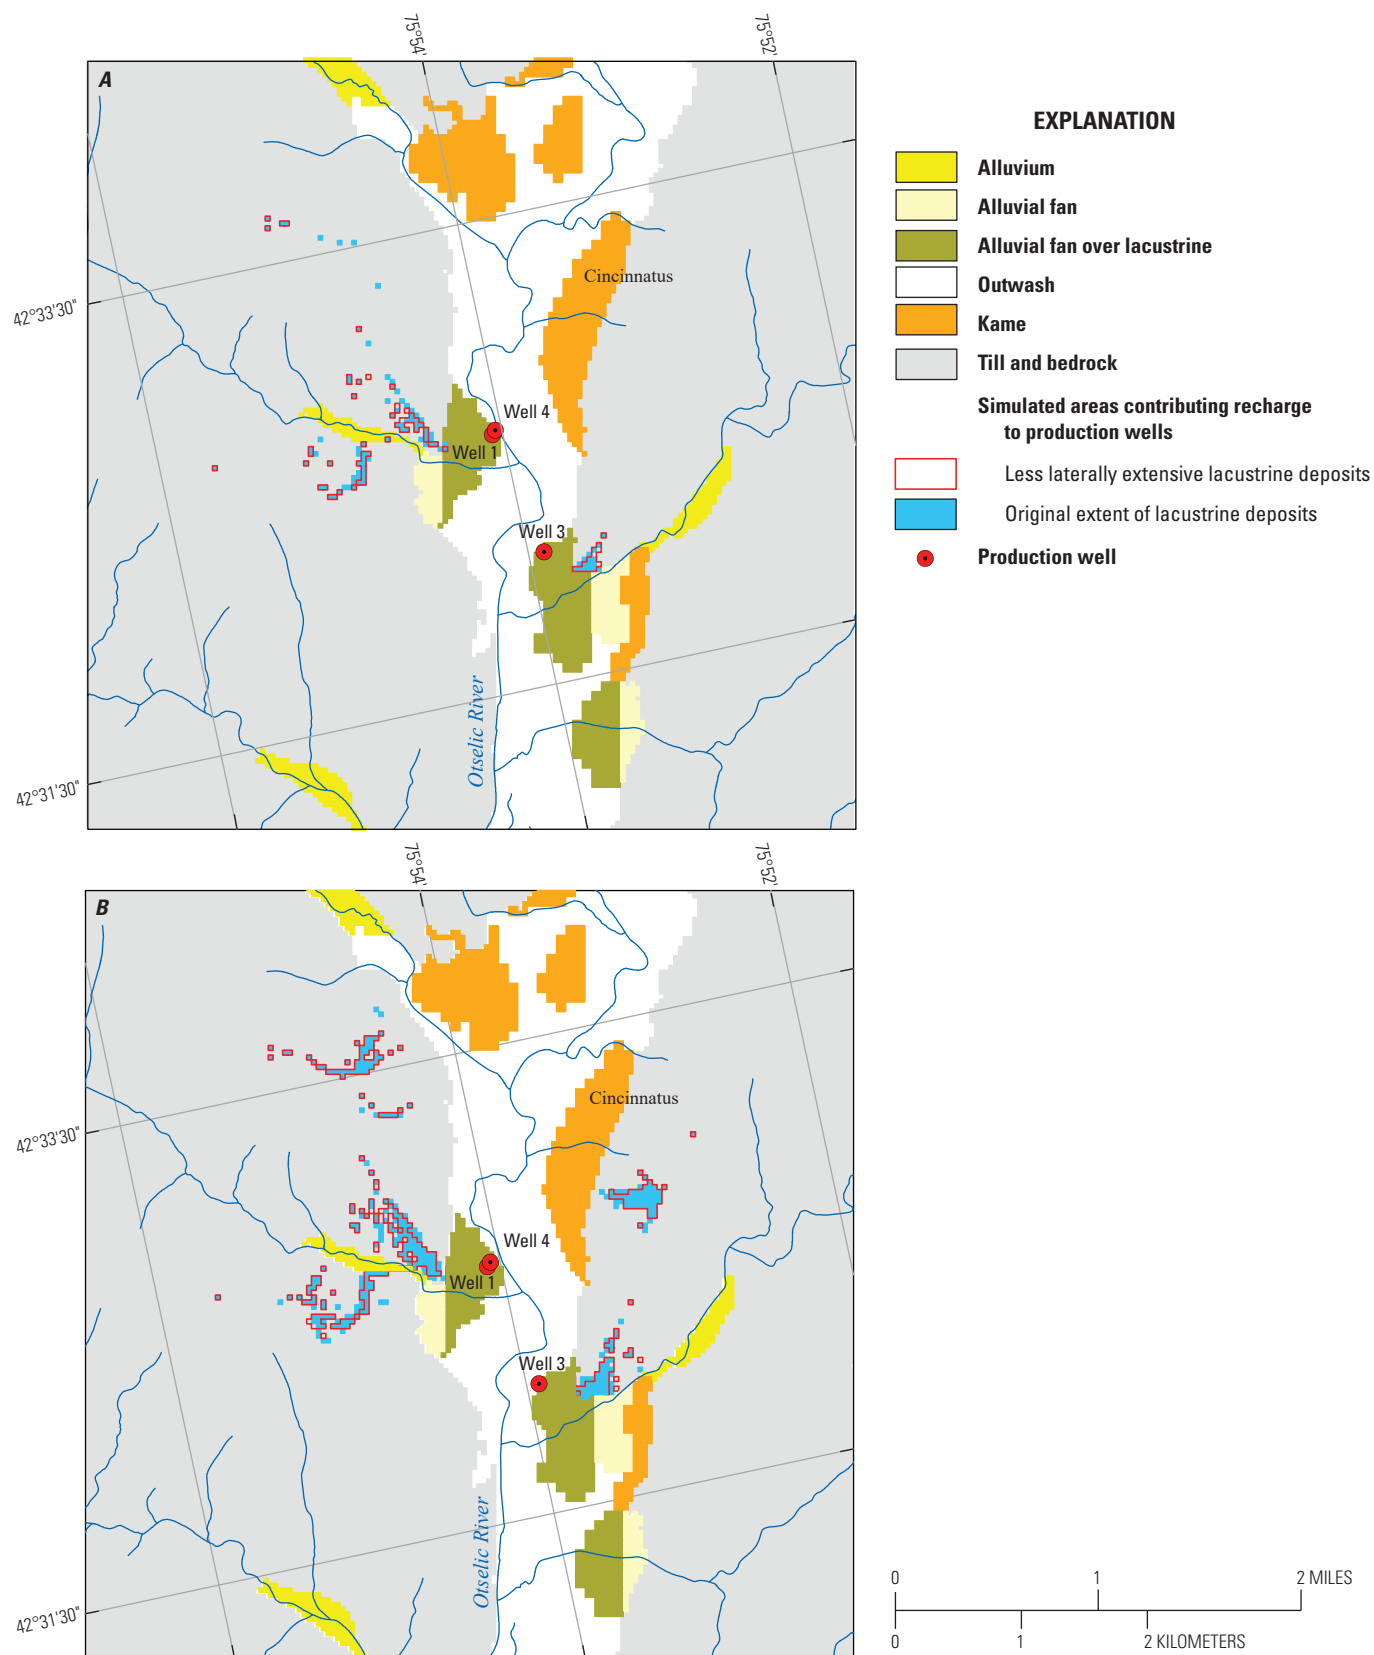 75°54'
75°52'
A
42°33'30"
Cincinnatus
Well 4
Well 1
Well 3
Otselic River
42°31'30"
EXPLANATION
Alluvium
Alluvial fan
Alluvial fan over lacustrine
Outwash
Kame
Till and bedrock
Simulated areas contributing recharge
to production wells
Less laterally extensive lacustrine deposits
Original extent of lacustrine deposits
Production well
75°54'
75°52'
B
42°33'30"
Cincinnatus
Well 4
Well 1
Well 3
Otselic River
42°31'30"
0 1 2 MILES
0 1 2 KILOMETERS